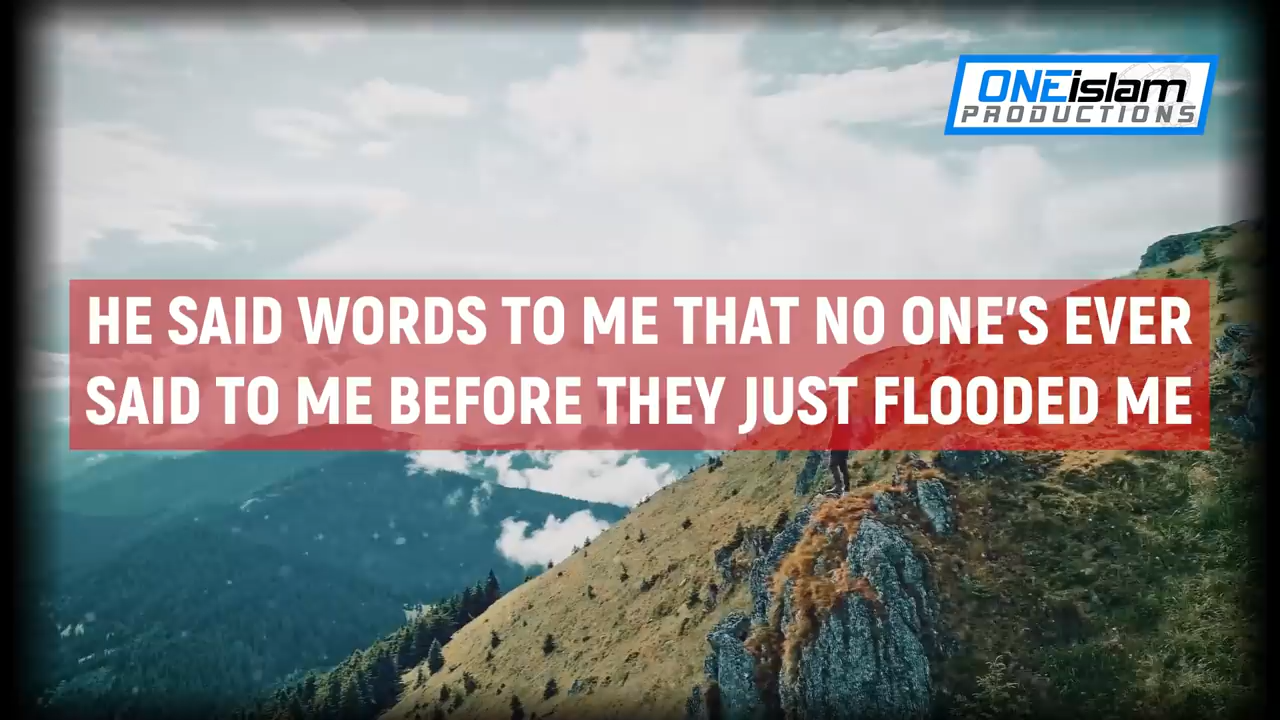 ONEislam
PRODUCTIONS
HE SAID WORDS TO ME THAT NO ONE'S EVER
SAID TO ME BEFORE THEY JUST FLOODED ME